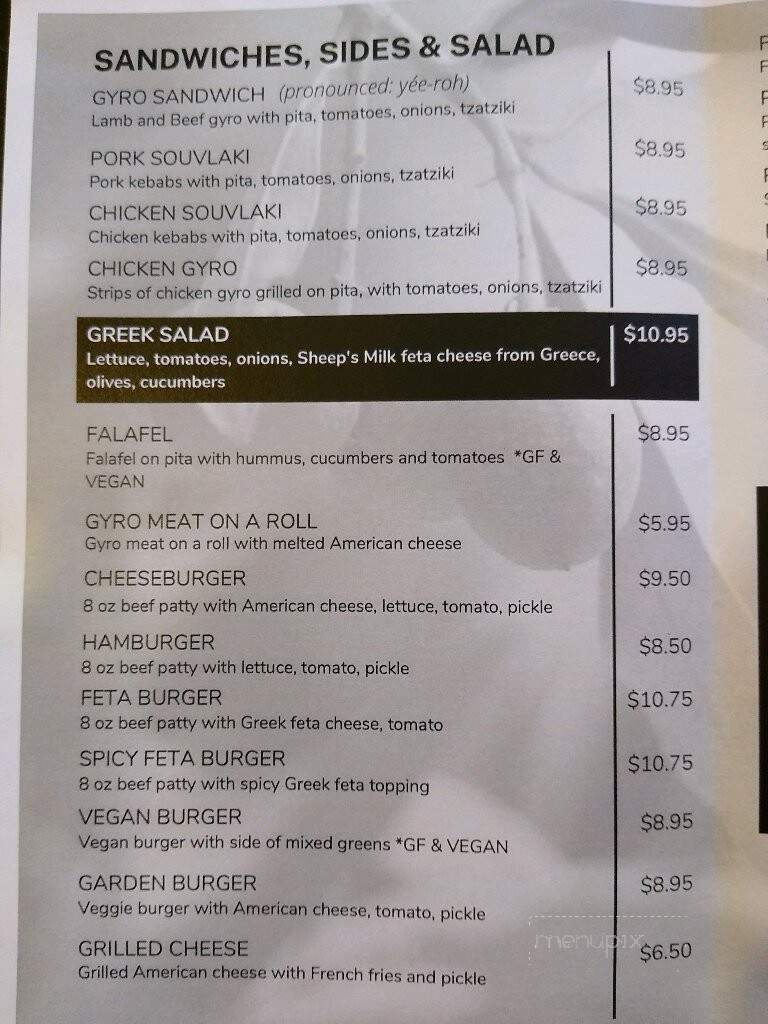 SANDWICHES, SIDES & SALAD
GYRO SANDWICH (pronounced: yée-roh) $8.95
Lamb and Beef gyro with pita, tomatoes, onions, tzatziki
PORK SOUVLAKI $8.95
Pork kebabs with pita, tomatoes, onions, tzatziki
CHICKEN SOUVLAKI $8.95
Chicken kebabs with pita, tomatoes, onions, tzatziki
CHICKEN GYRO $8.95
Strips of chicken gyro grilled on pita, with tomatoes, onions, tzatziki
GREEK SALAD $10.95
Lettuce, tomatoes, onions, Sheep's Milk feta cheese from Greece,
olives, cucumbers
FALAFEL $8.95
Falafel on pita with hummus, cucumbers and tomatoes *GF &
VEGAN
GYRO MEAT ON A ROLL $5.95
Gyro meat on a roll with melted American cheese
CHEESEBURGER $9.50
8 oz beef patty with American cheese, lettuce, tomato, pickle
HAMBURGER $8.50
8 oz beef patty with lettuce, tomato, pickle
FETA BURGER $10.75
8 oz beef patty with Greek feta cheese, tomato
SPICY FETA BURGER $10.75
8 oz beef patty with spicy Greek feta topping
VEGAN BURGER $8.95
Vegan burger with side of mixed greens *GF & VEGAN
GARDEN BURGER $8.95
Veggie burger with American cheese, tomato, pickle
menupix
GRILLED CHEESE $6.50
Grilled American cheese with French fries and pickle